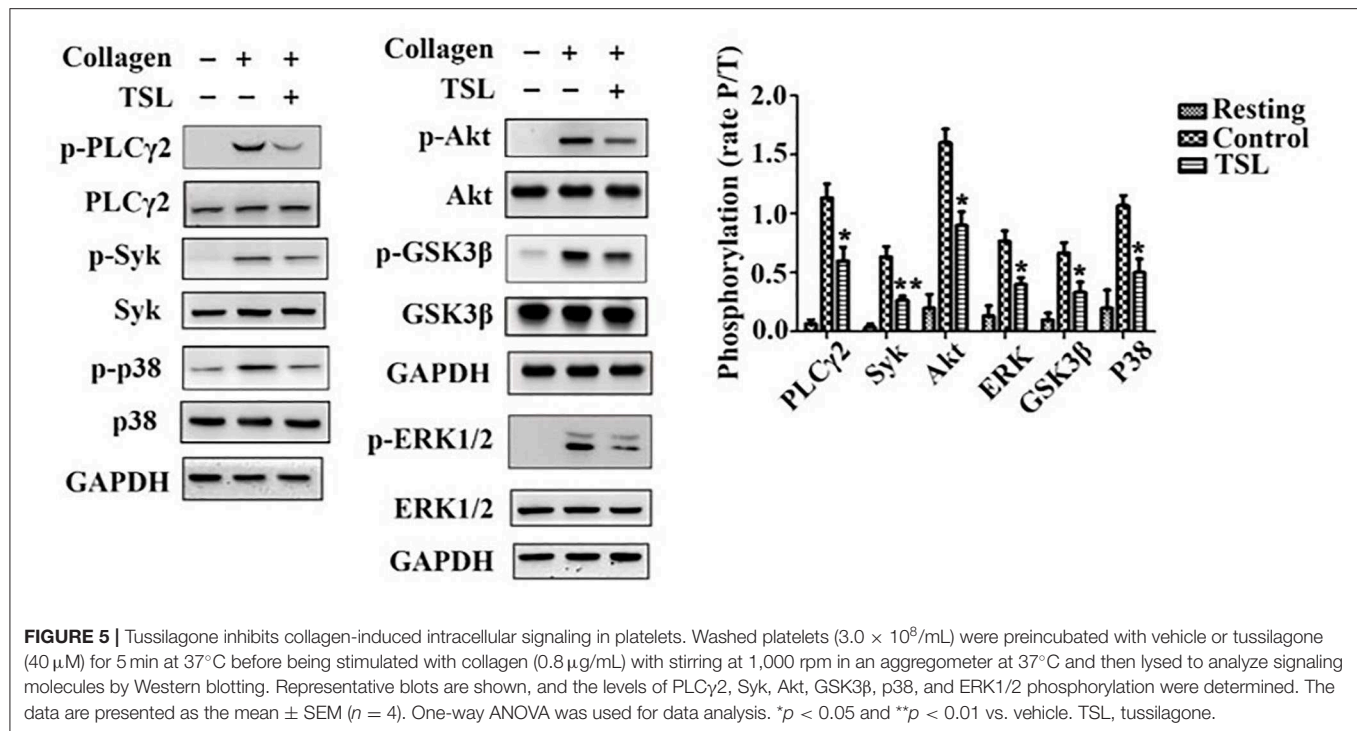 Collagen − + +
TSL − − +
p-PLCγ2
PLCγ2
p-Syk
Syk
p-p38
p38
GAPDH
Collagen − + +
TSL − − +
p-Akt
Akt
p-GSK3β
GSK3β
GAPDH
p-ERK1/2
ERK1/2
GAPDH
Phosphorylation (rate P/T)
2.0
1.5
1.0
0.5
0.0
* ** * * * *
PLCγ2 Syk Akt ERK GSK3β P38
Resting
Control
TSL
FIGURE 5 | Tussilagone inhibits collagen-induced intracellular signaling in platelets. Washed platelets (3.0 × 10⁸/mL) were preincubated with vehicle or tussilagone
(40 μM) for 5 min at 37°C before being stimulated with collagen (0.8 μg/mL) with stirring at 1,000 rpm in an aggregometer at 37°C and then lysed to analyze signaling
molecules by Western blotting. Representative blots are shown, and the levels of PLCγ2, Syk, Akt, GSK3β, p38, and ERK1/2 phosphorylation were determined. The
data are presented as the mean ± SEM (n = 4). One-way ANOVA was used for data analysis. *p < 0.05 and **p < 0.01 vs. vehicle. TSL, tussilagone.